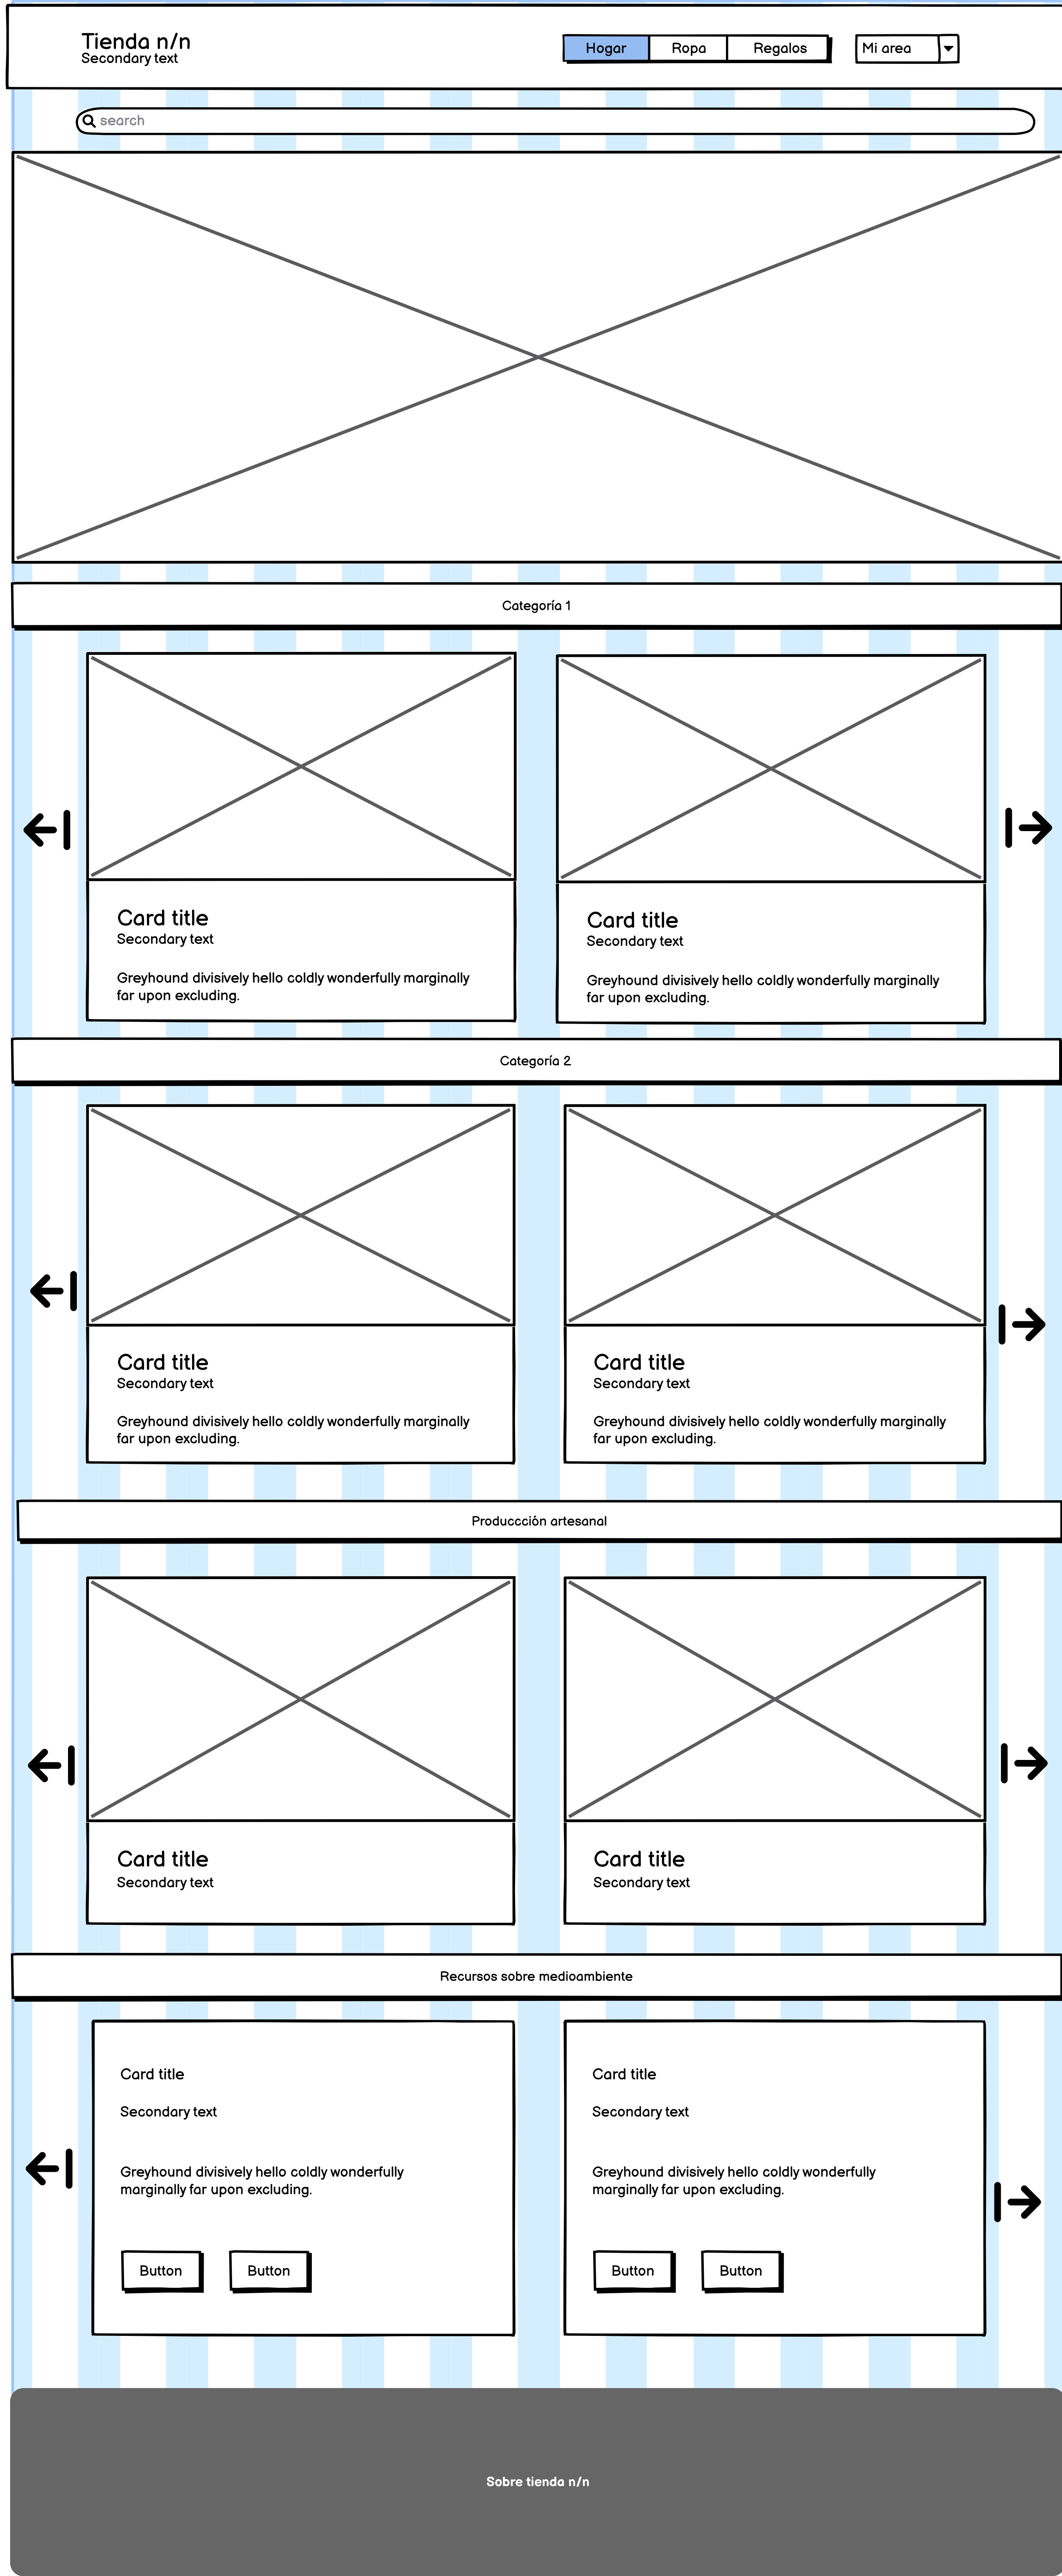 Tienda n/n
Secondary text
Hogar Ropa Regalos Mi area
search
Categoría 1
Card title
Secondary text
Greyhound divisively hello coldly wonderfully marginally
far upon excluding.
Card title
Secondary text
Greyhound divisively hello coldly wonderfully marginally
far upon excluding.
Categoría 2
Card title
Secondary text
Greyhound divisively hello coldly wonderfully marginally
far upon excluding.
Card title
Secondary text
Greyhound divisively hello coldly wonderfully marginally
far upon excluding.
Produccción artesanal
Card title
Secondary text
Card title
Secondary text
Recursos sobre medioambiente
Card title
Secondary text
Greyhound divisively hello coldly wonderfully
marginally far upon excluding.
Button Button
Card title
Secondary text
Greyhound divisively hello coldly wonderfully
marginally far upon excluding.
Button Button
Sobre tienda n/n